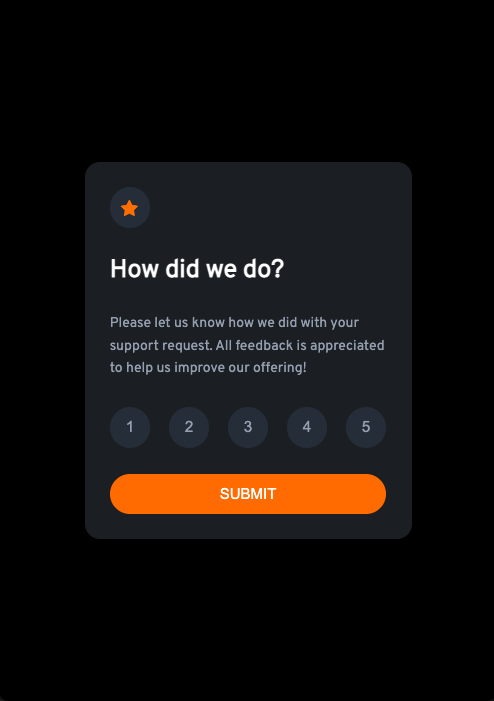 How did we do?
Please let us know how we did with your
support request. All feedback is appreciated
to help us improve our offering!
1 2 3 4 5
SUBMIT